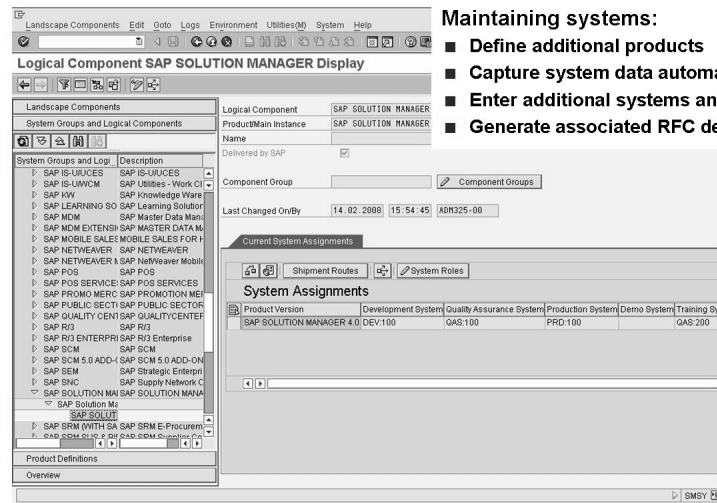 Landscape Components Edit Goto Logs Environment Utilities(M) System Help
Maintaining systems:
■ Define additional products
■ Capture system data automa
■ Enter additional systems an
■ Generate associated RFC de
Logical Component SAP SOLUTION MANAGER Display
Landscape Components
System Groups and Logical Components
System Groups and Logi... Description
SAP IS-U/UCES SAP IS-U/UCES
SAP IS-U/WCM SAP Utilities - Work Cl
SAP KW SAP Knowledge Ware
SAP LEARNING SO SAP Learning Solution
SAP MDM SAP Master Data Mana
SAP MDM EXTENSI SAP MASTER DATA M
SAP MOBILE SALES MOBILE SALES FOR H
SAP NETWEAVER SAP NETWEAVER
SAP NETWEAVER M SAP NetWeaver Mobile
SAP POS SAP POS
SAP POS SERVICE SAP POS SERVICES
SAP PROMO MERC SAP PROMOTION MER
SAP PUBLIC SECT SAP PUBLIC SECTOR
SAP QUALITY CENT SAP QUALITYCENTER
SAP R/3 SAP R/3
SAP R/3 ENTERPRI SAP R/3 Enterprise
SAP SCM SAP SCM
SAP SCM 5.0 ADD-( SAP SCM 5.0 ADD-ON
SAP SEM SAP Strategic Enterpri
SAP SNC SAP Supply Network C
SAP SOLUTION MA SAP SOLUTION MANA
SAP Solution Ma
SAP SOLUT
SAP SRM (WITH SA SAP SRM E-Procurem
Product Definitions
Overview
Logical Component SAP SOLUTION MANAGER
Product/Main Instance SAP SOLUTION MANAGER
Name
Delivered by SAP
Component Group Component Groups
Last Changed On/By 14.02.2008 15:54:45 ADM325-00
Current System Assignments
Shipment Routes System Roles
System Assignments
Product Version Development System Quality Assurance System Production System Demo System Training Sy
SAP SOLUTION MANAGER 4.0 DEV:100 QAS:100 PRD:100 QAS:200
SMSY